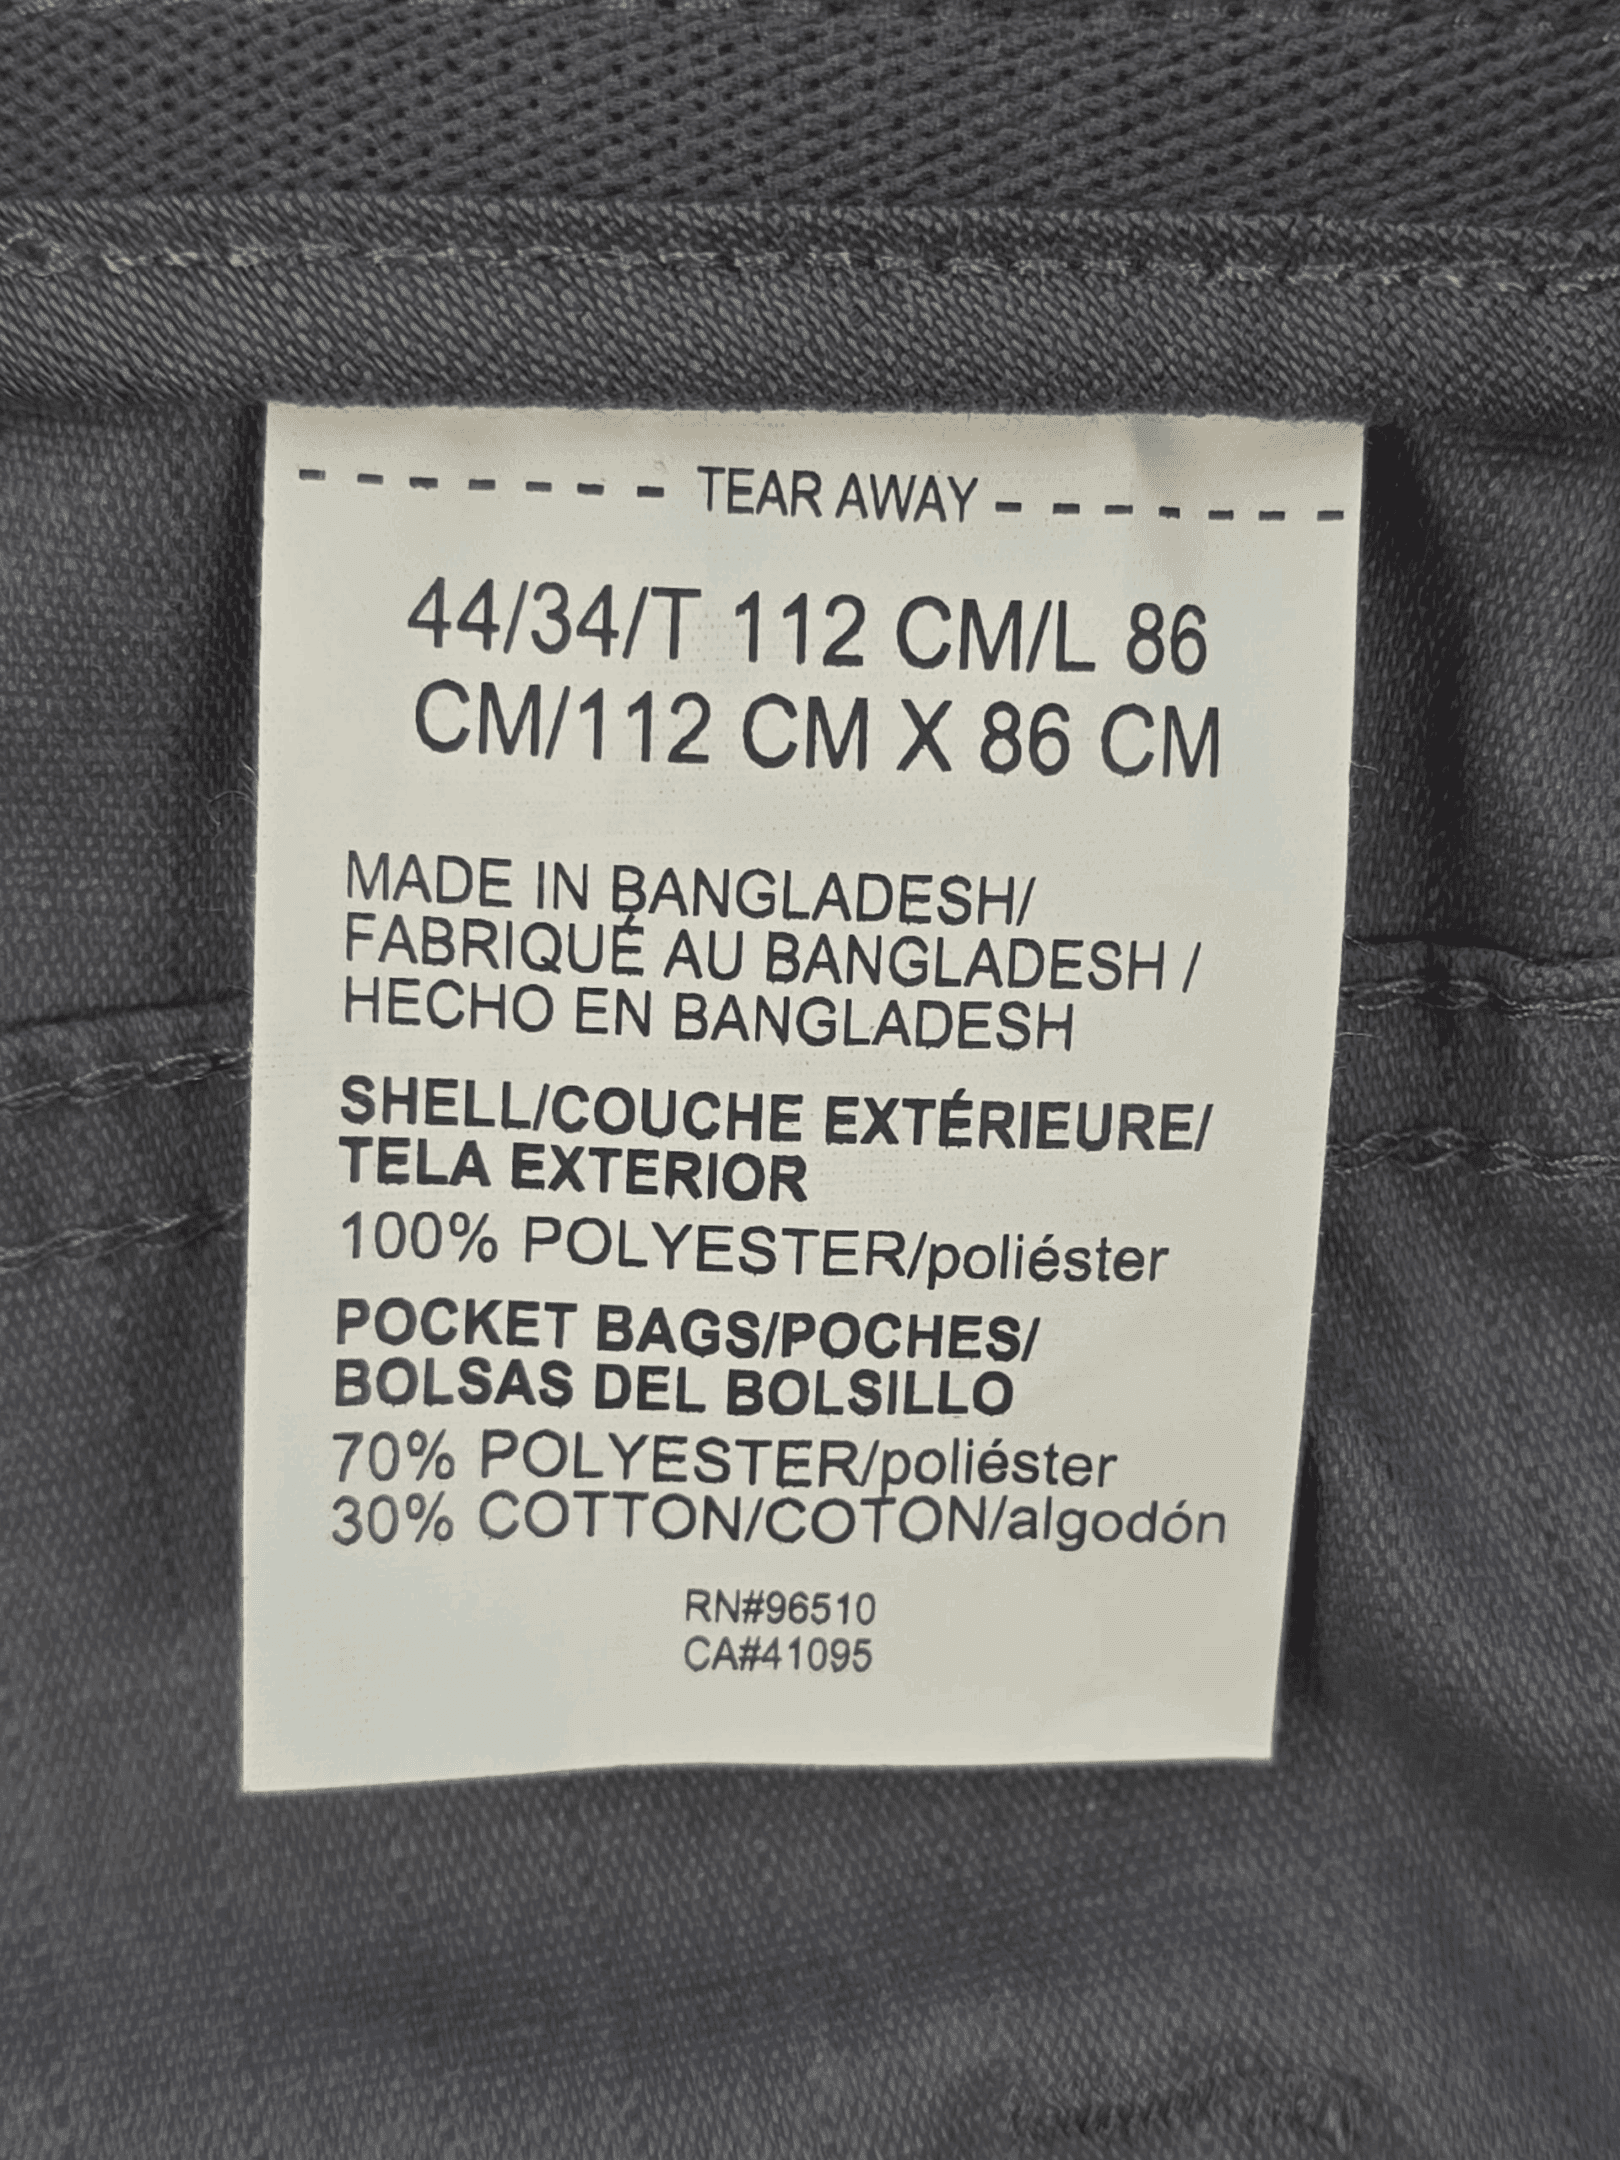 - - - - - - - TEAR AWAY - - - - - - -
44/34/T 112 CM/L 86
CM/112 CM X 86 CM
MADE IN BANGLADESH/
FABRIQUÉ AU BANGLADESH /
HECHO EN BANGLADESH
SHELL/COUCHE EXTÉRIEURE/
TELA EXTERIOR
100% POLYESTER/poliéster
POCKET BAGS/POCHES/
BOLSAS DEL BOLSILLO
70% POLYESTER/poliéster
30% COTTON/COTON/algodón
RN#96510
CA#41095